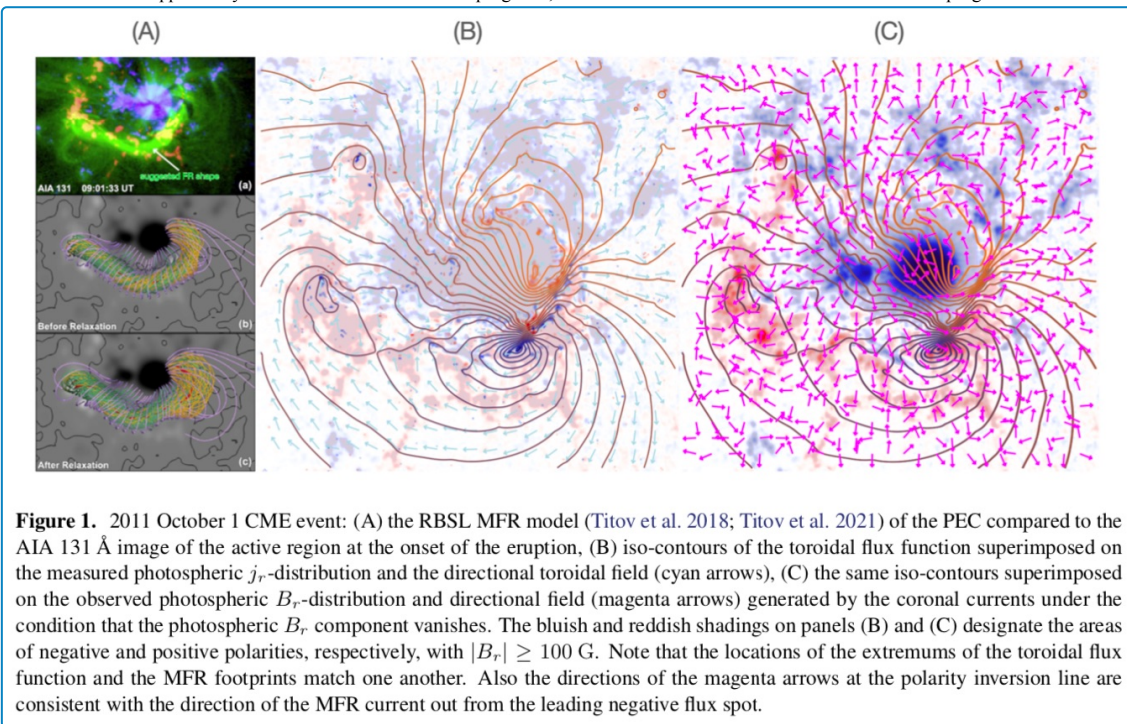 (A) (B) (C)
suggested FR shape
AIA 131 09:01:33 UT (a)
Before Relaxation (b)
After Relaxation (c)
Figure 1. 2011 October 1 CME event: (A) the RBSL MFR model (Titov et al. 2018; Titov et al. 2021) of the PEC compared to the
AIA 131 Å image of the active region at the onset of the eruption, (B) iso-contours of the toroidal flux function superimposed on
the measured photospheric j_r-distribution and the directional toroidal field (cyan arrows), (C) the same iso-contours superimposed
on the observed photospheric B_r-distribution and directional field (magenta arrows) generated by the coronal currents under the
condition that the photospheric B_r component vanishes. The bluish and reddish shadings on panels (B) and (C) designate the areas
of negative and positive polarities, respectively, with |B_r| ≥ 100 G. Note that the locations of the extremums of the toroidal flux
function and the MFR footprints match one another. Also the directions of the magenta arrows at the polarity inversion line are
consistent with the direction of the MFR current out from the leading negative flux spot.